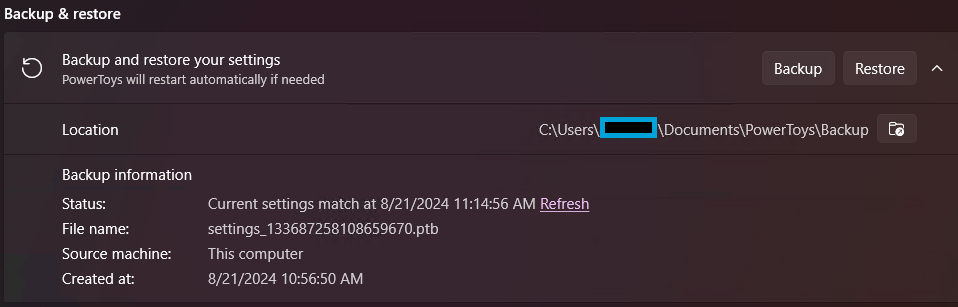 Backup & restore
Backup and restore your settings
PowerToys will restart automatically if needed
Backup
Restore
Location
C:\Users\ \Documents\PowerToys\Backup
Backup information
Status: Current settings match at 8/21/2024 11:14:56 AM Refresh
File name: settings_133687258108659670.ptb
Source machine: This computer
Created at: 8/21/2024 10:56:50 AM